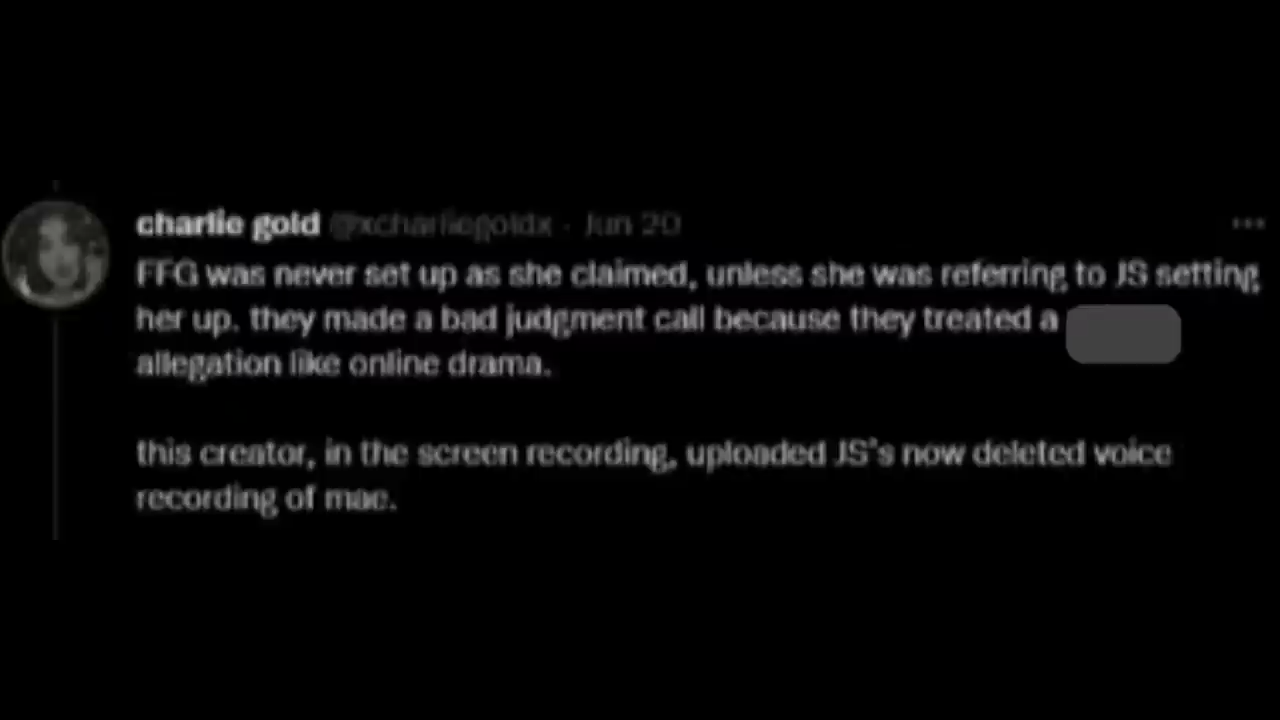 charlie gold @xcharliegoldx · Jun 20
FFG was never set up as she claimed, unless she was referring to JS setting
her up. they made a bad judgment call because they treated a
allegation like online drama.
this creator, in the screen recording, uploaded JS's now deleted voice
recording of mac.